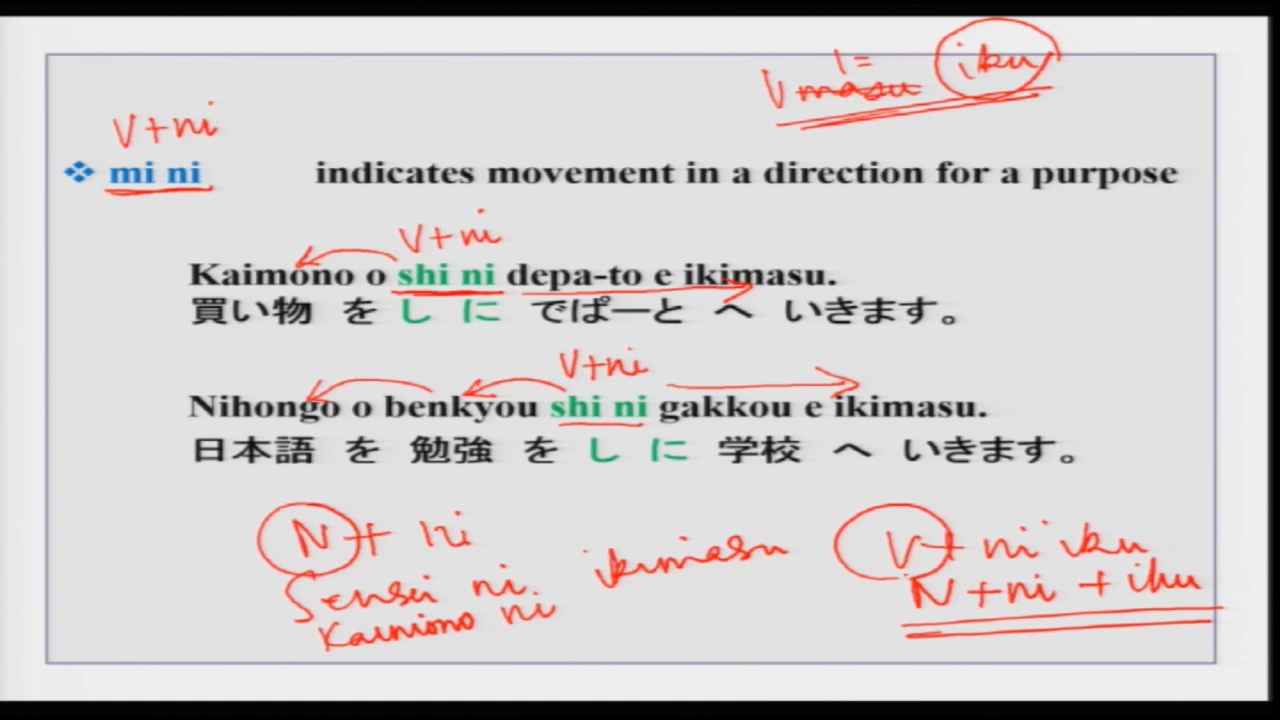 iku
V masu
V+ni
❖ mi ni indicates movement in a direction for a purpose
V+ni
Kaimono o shi ni depa-to e ikimasu.
買い物 を し に でぱーと へ いきます。
V+ni
Nihongo o benkyou shi ni gakkou e ikimasu.
日本語 を 勉強 を し に 学校 へ いきます。
N + ni
Sensei ni. ikimasu
Kaimono ni
V + ni iku
N + ni + iku